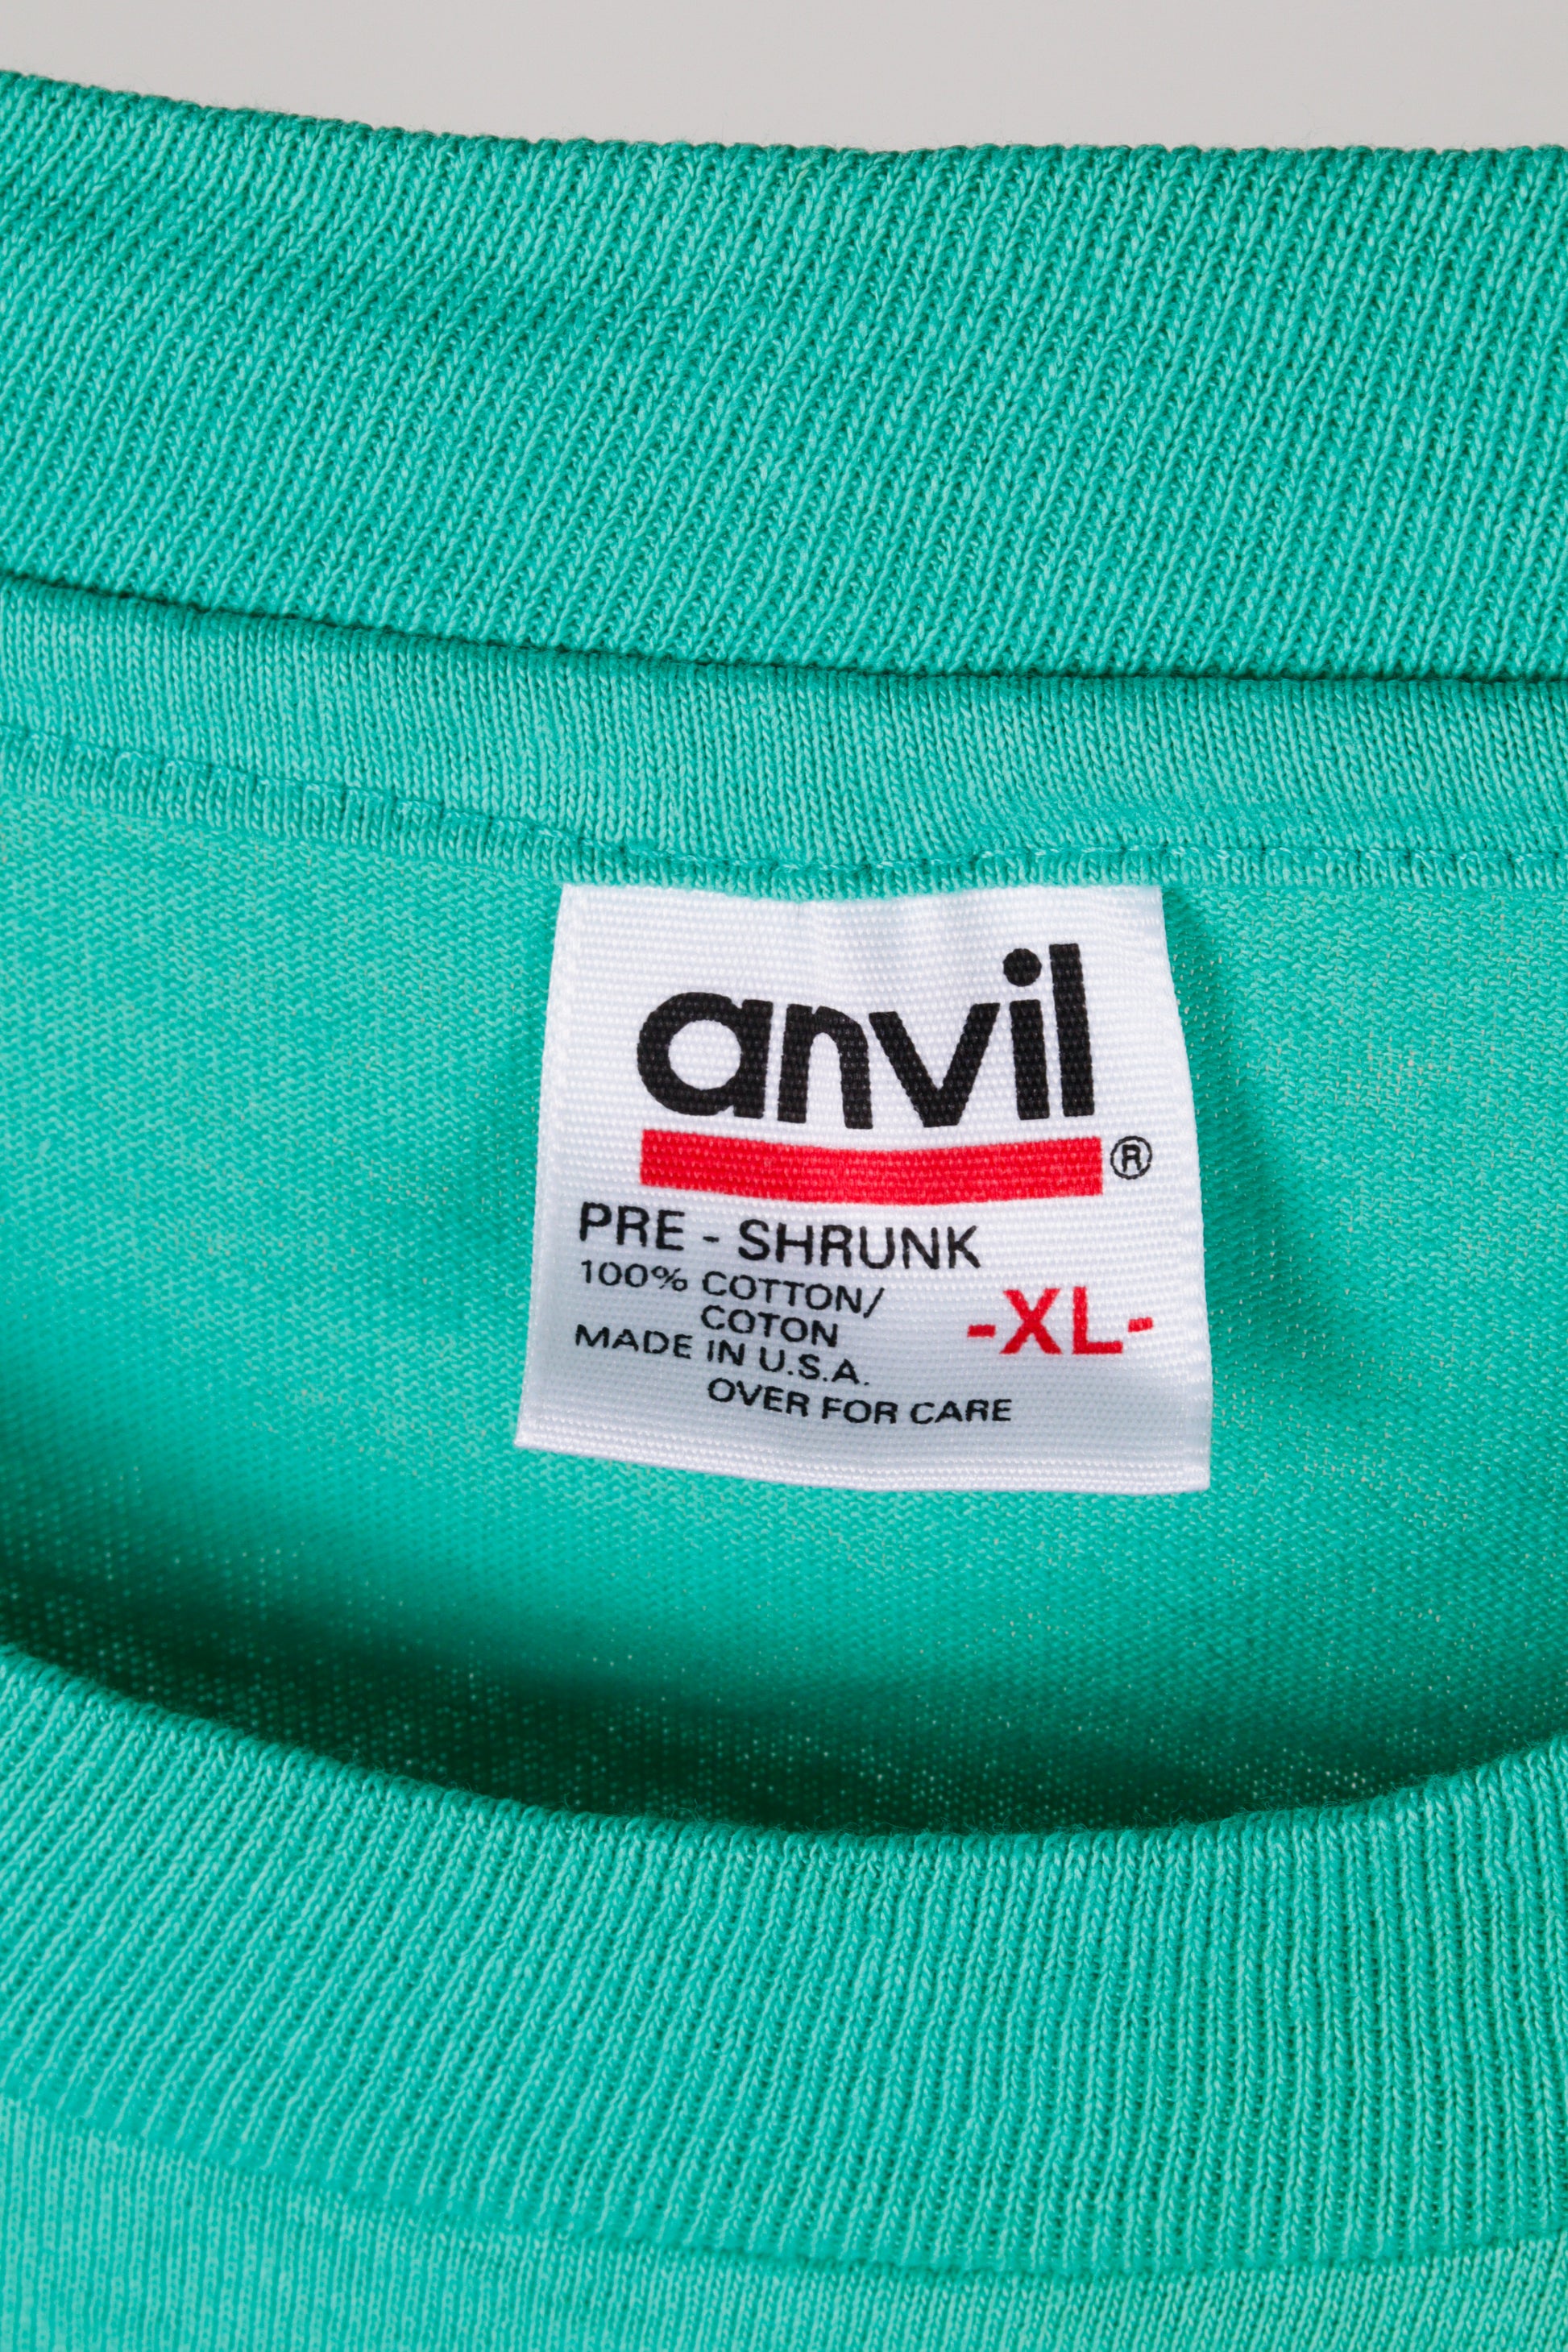 anvil
®
PRE - SHRUNK
100% COTTON/
COTON
-XL-
MADE IN U.S.A.
OVER FOR CARE